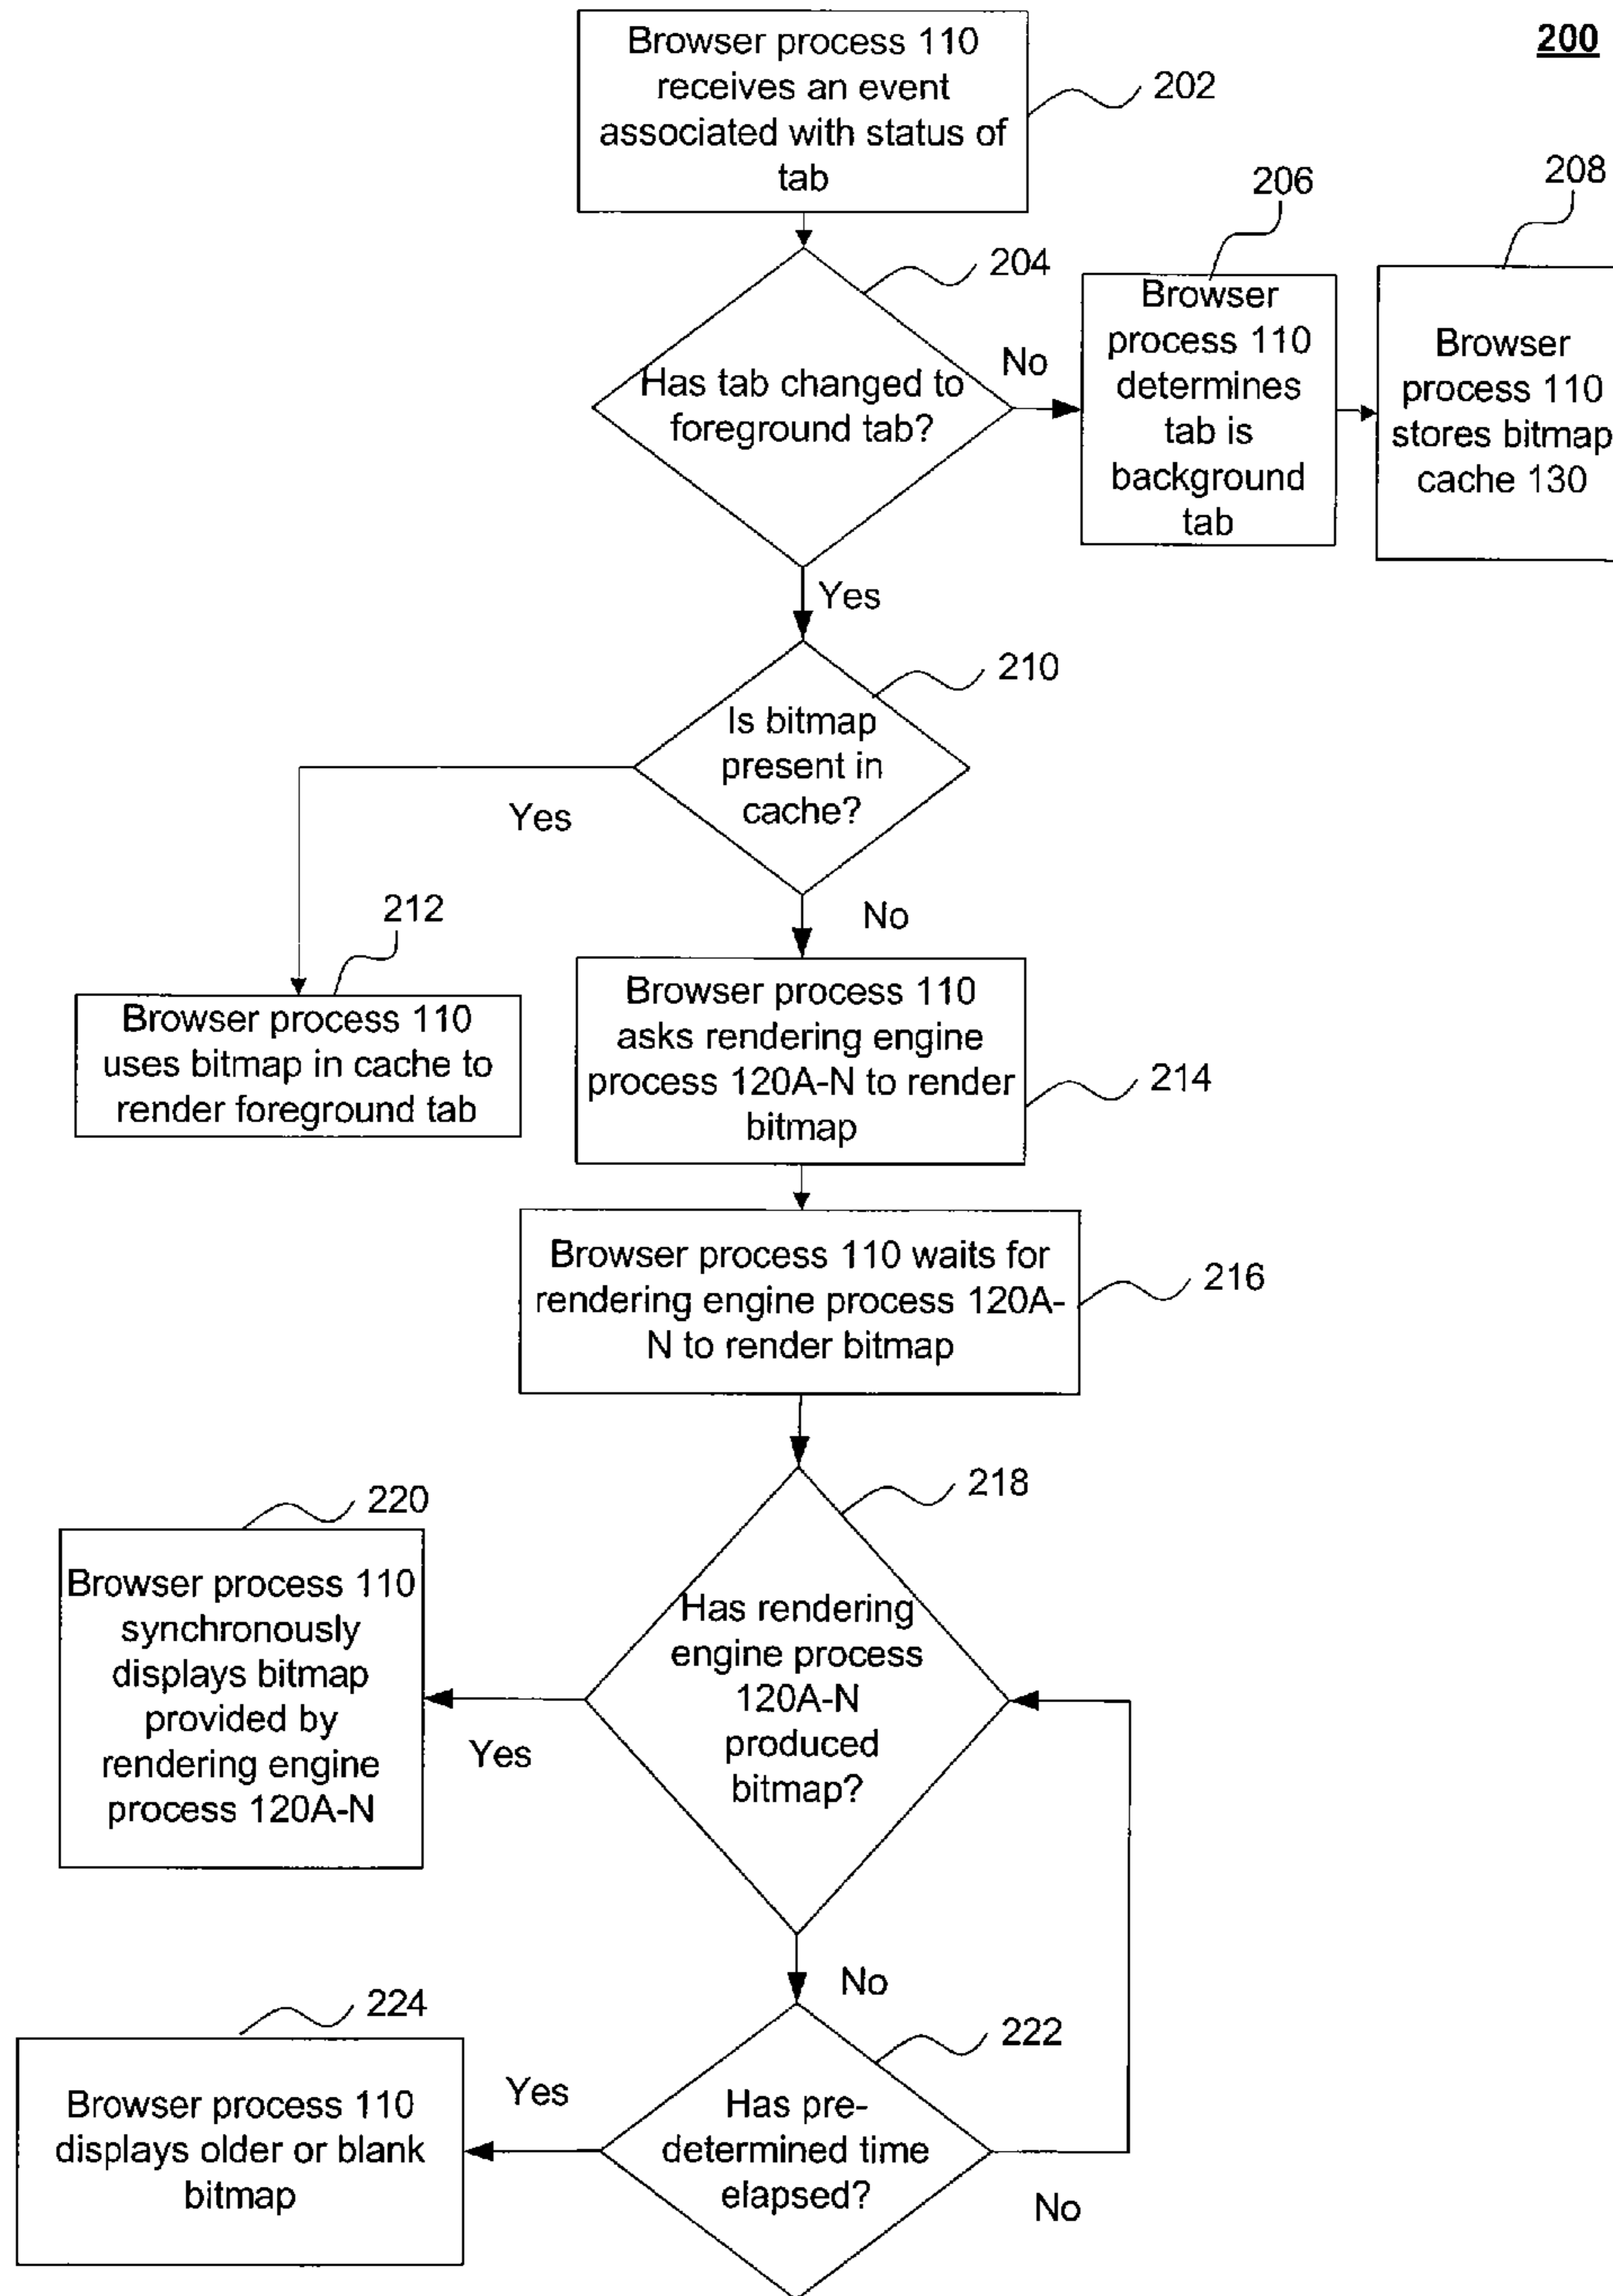 200
Browser process 110
receives an event
associated with status of
tab
202
204
Has tab changed to
foreground tab?
No
206
Browser
process 110
determines
tab is
background
tab
208
Browser
process 110
stores bitmap
cache 130
Yes
210
Is bitmap
present in
cache?
Yes
No
212
Browser process 110
uses bitmap in cache to
render foreground tab
Browser process 110
asks rendering engine
process 120A-N to render
bitmap
214
Browser process 110 waits for
rendering engine process 120A-
N to render bitmap
216
218
Has rendering
engine process
120A-N
produced
bitmap?
220
Browser process 110
synchronously
displays bitmap
provided by
rendering engine
process 120A-N
Yes
No
222
Has pre-
determined time
elapsed?
224
Browser process 110
displays older or blank
bitmap
Yes
No